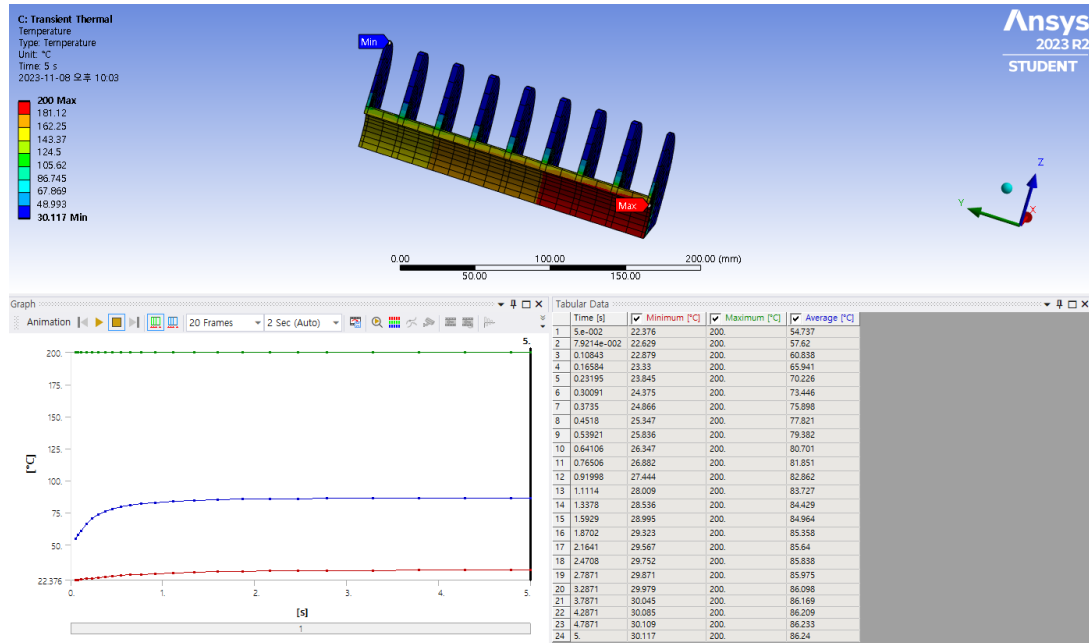 C: Transient Thermal
Temperature
Type: Temperature
Unit: °C
Time: 5 s
2023-11-08 오후 10:03
200 Max
181.12
162.25
143.37
124.5
105.62
86.745
67.869
48.993
30.117 Min
Min
Max
Ansys
2023 R2
STUDENT
Z
Y
X
0.00 100.00 200.00 (mm)
50.00 150.00
Graph
Animation 20 Frames 2 Sec (Auto)
5.
200.
175.
150.
125.
100.
75.
50.
22.376
[°C]
0. 1. 2. 3. 4. 5.
[s]
1
Tabular Data
Time [s] Minimum [°C] Maximum [°C] Average [°C]
1 5.e-002 22.376 200. 54.737
2 7.9214e-002 22.629 200. 57.62
3 0.10843 22.879 200. 60.838
4 0.16584 23.33 200. 65.941
5 0.23195 23.845 200. 70.226
6 0.30091 24.375 200. 73.446
7 0.3735 24.866 200. 75.898
8 0.4518 25.347 200. 77.821
9 0.53921 25.836 200. 79.382
10 0.64106 26.347 200. 80.701
11 0.76506 26.882 200. 81.851
12 0.91998 27.444 200. 82.862
13 1.1114 28.009 200. 83.727
14 1.3378 28.536 200. 84.429
15 1.5929 28.995 200. 84.964
16 1.8702 29.323 200. 85.358
17 2.1641 29.567 200. 85.64
18 2.4708 29.752 200. 85.838
19 2.7871 29.871 200. 85.975
20 3.2871 29.979 200. 86.098
21 3.7871 30.045 200. 86.169
22 4.2871 30.085 200. 86.209
23 4.7871 30.109 200. 86.233
24 5. 30.117 200. 86.24